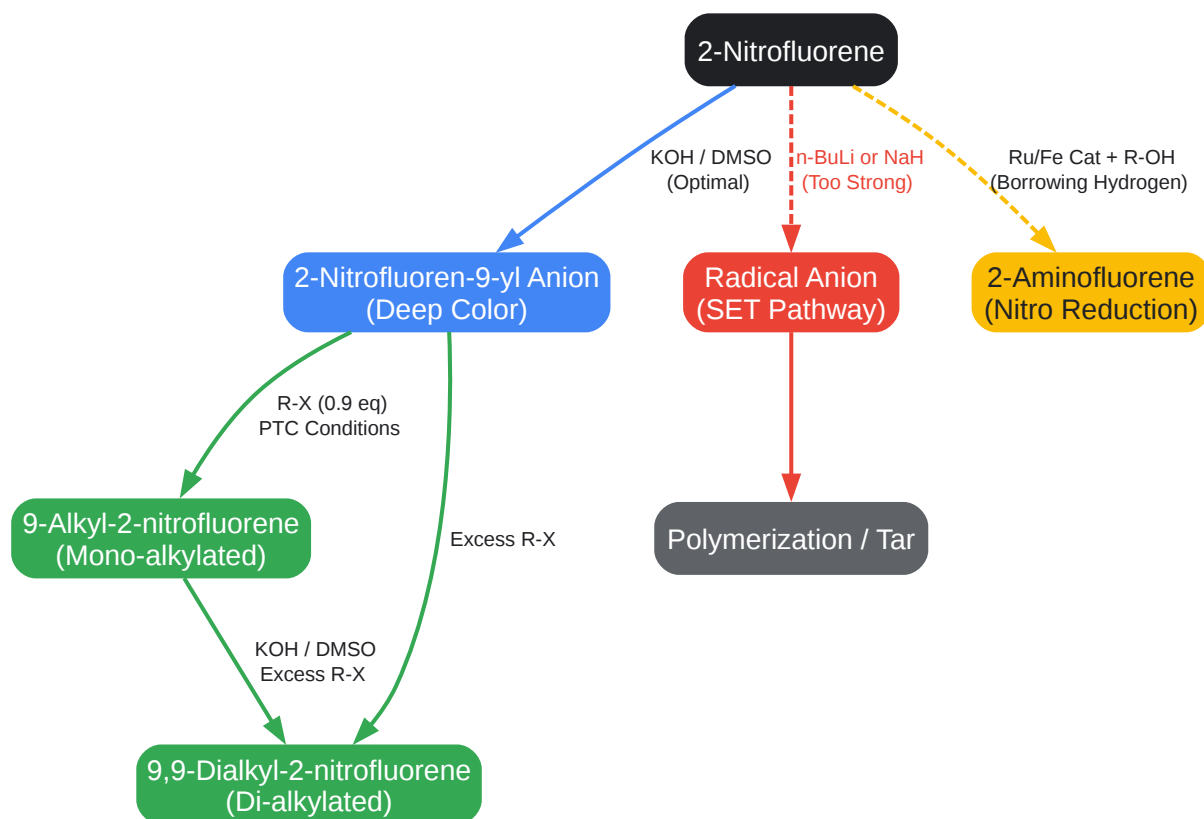 2-Nitrofluorene
KOH / DMSO
(Optimal)
n-BuLi or NaH
(Too Strong)
Ru/Fe Cat + R-OH
(Borrowing Hydrogen)
2-Nitrofluoren-9-yl Anion
(Deep Color)
Radical Anion
(SET Pathway)
2-Aminofluorene
(Nitro Reduction)
R-X (0.9 eq)
PTC Conditions
9-Alkyl-2-nitrofluorene
(Mono-alkylated)
Excess R-X
Polymerization / Tar
KOH / DMSO
Excess R-X
9,9-Dialkyl-2-nitrofluorene
(Di-alkylated)